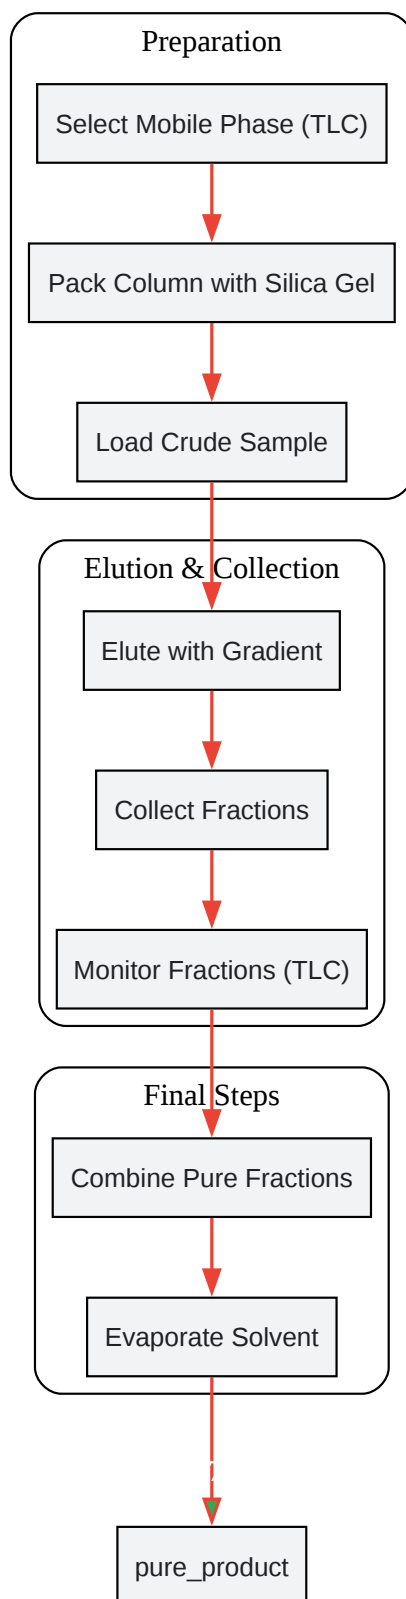 Preparation
Select Mobile Phase (TLC)
Pack Column with Silica Gel
Load Crude Sample
Elution & Collection
Elute with Gradient
Collect Fractions
Monitor Fractions (TLC)
Final Steps
Combine Pure Fractions
Evaporate Solvent
pure_product